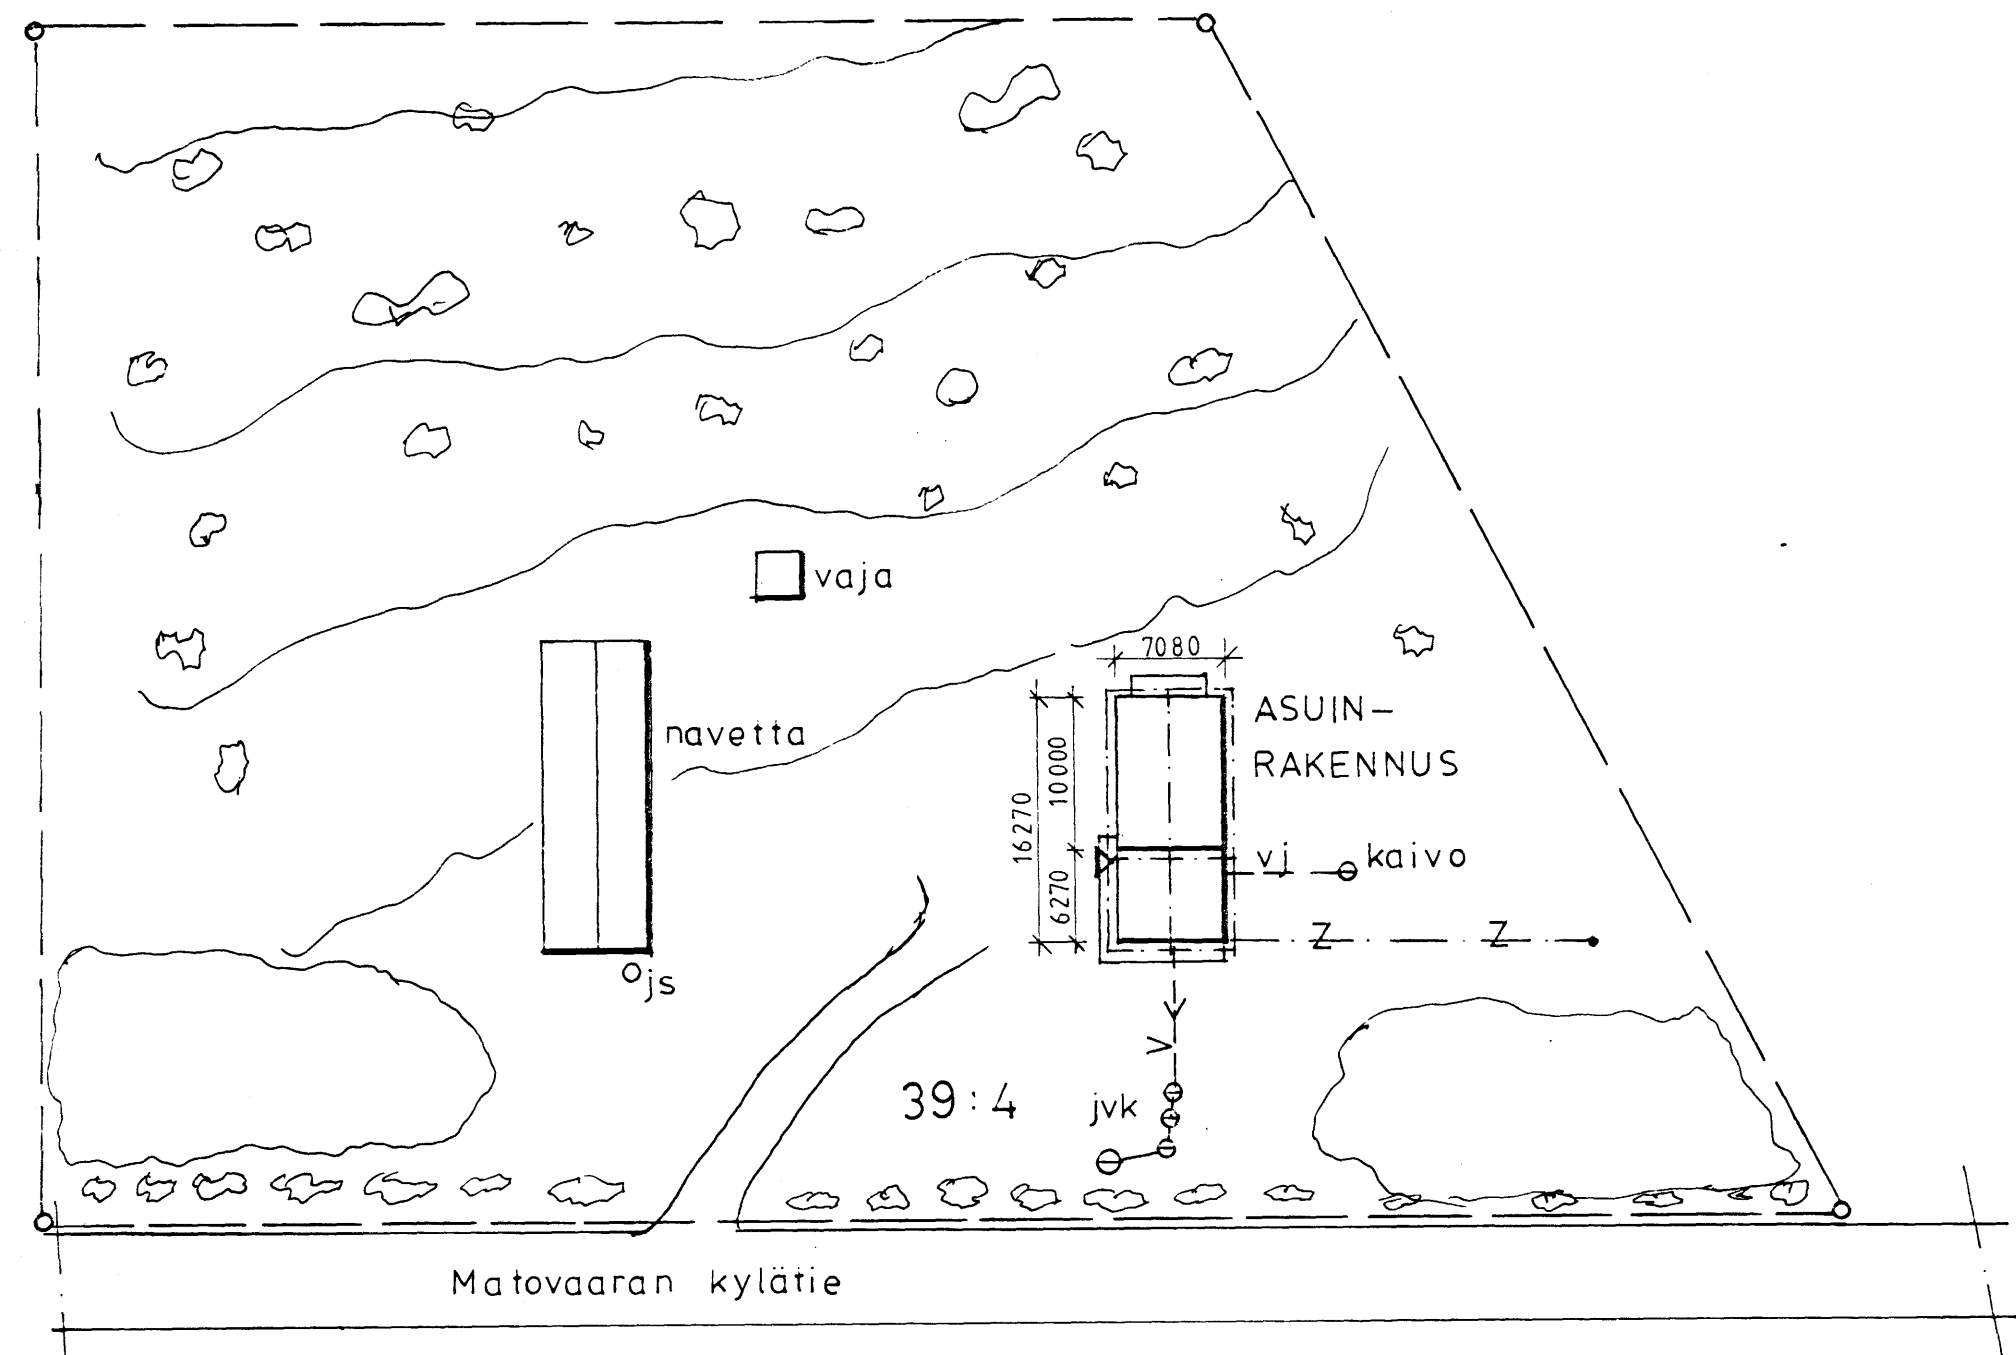 vaja
7080
navetta
ASUIN-
RAKENNUS
10000
16270
6270
vj
kaivo
Z
Z
js
V
39:4
jvk
Matovaaran kylätie